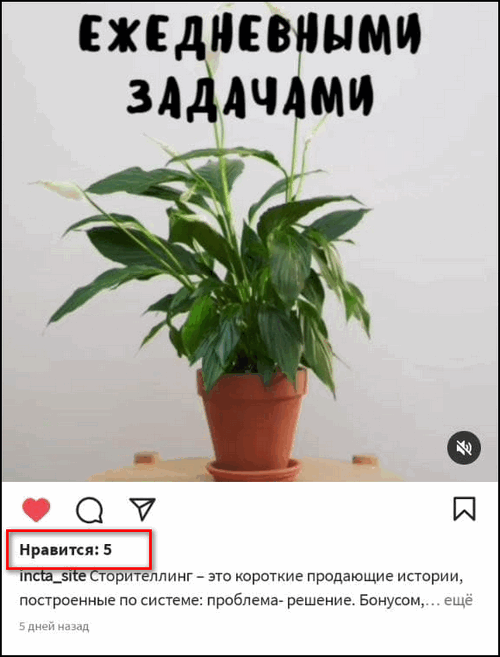 ЕЖЕДНЕВНЫМИ
ЗАДАЧАМИ
Нравится: 5
incta_site Сторителлинг – это короткие продающие истории,
построенные по системе: проблема- решение. Бонусом,... ещё
5 дней назад